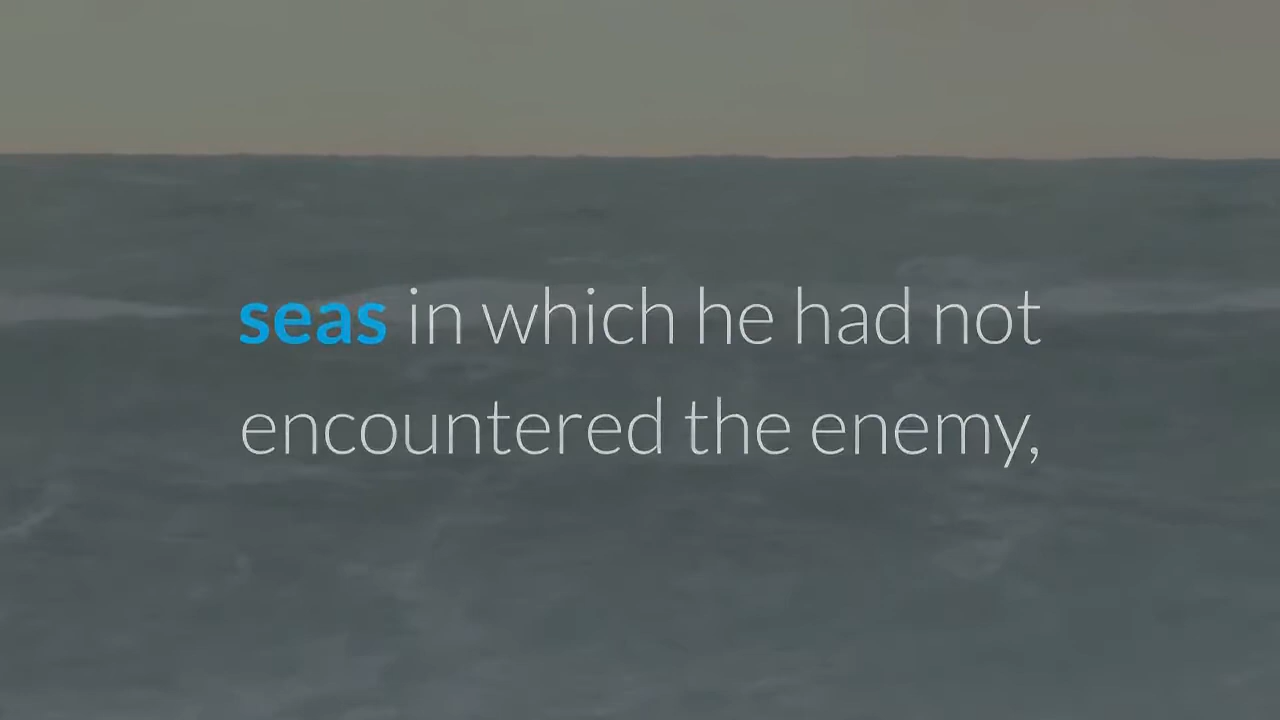 seas in which he had not
encountered the enemy,